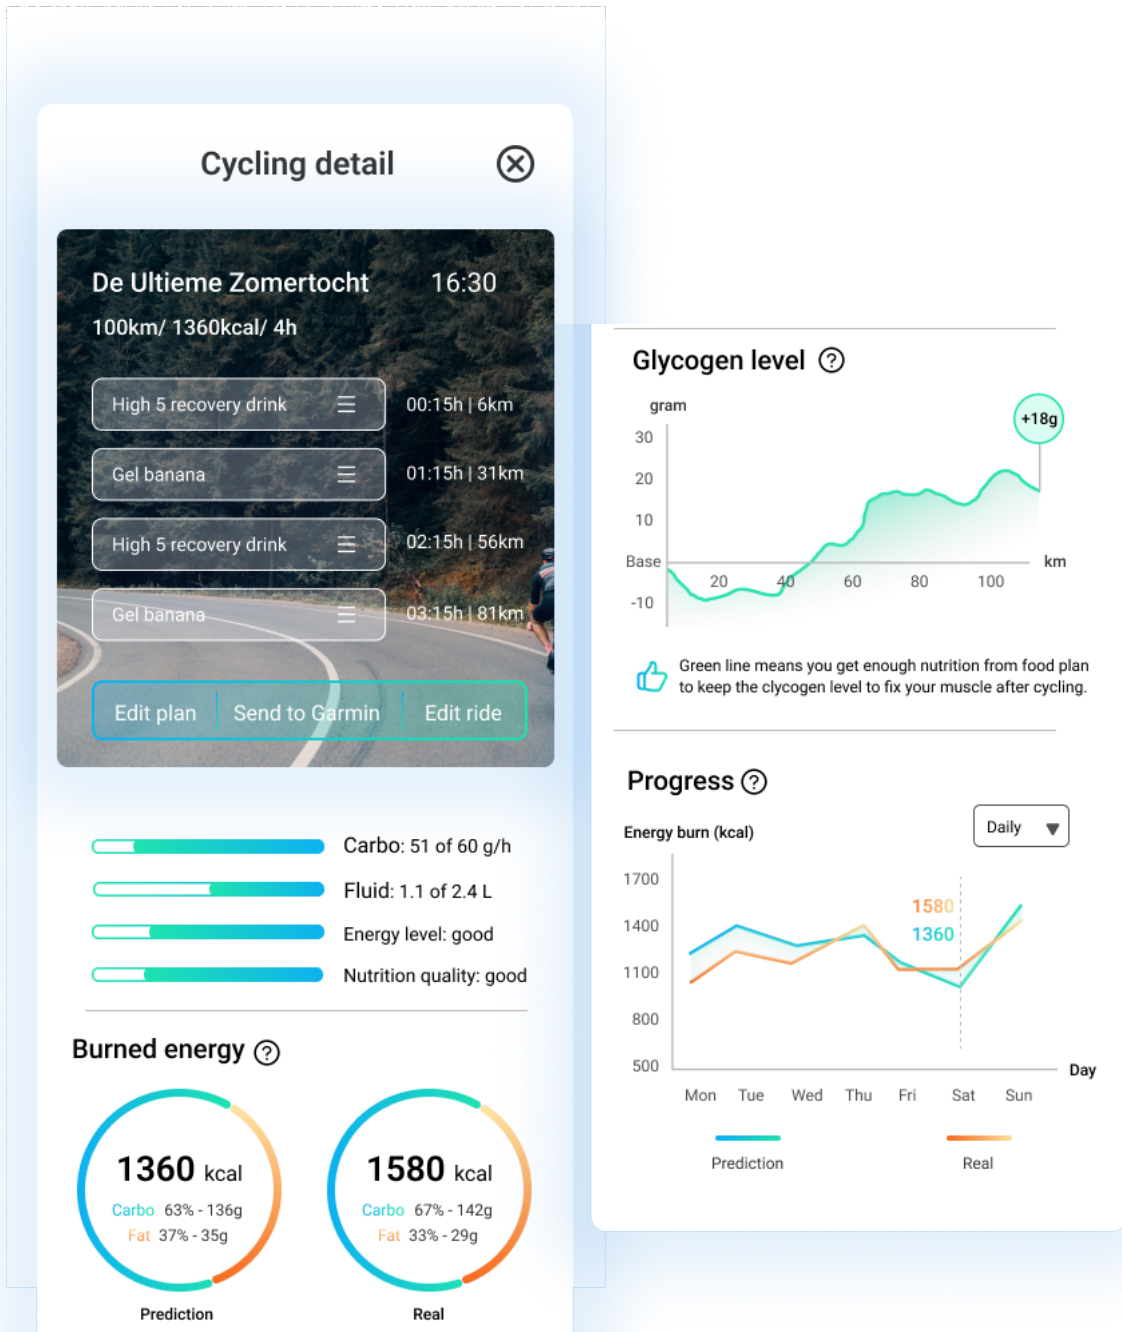 Cycling detail
De Ultieme Zomertocht 16:30
100km/ 1360kcal/ 4h
High 5 recovery drink 00:15h | 6km
Gel banana 01:15h | 31km
High 5 recovery drink 02:15h | 56km
Gel banana 03:15h | 81km
Edit plan Send to Garmin Edit ride
Carbo: 51 of 60 g/h
Fluid: 1.1 of 2.4 L
Energy level: good
Nutrition quality: good
Burned energy ?
1360 kcal
Carbo 63% - 136g
Fat 37% - 35g
Prediction
1580 kcal
Carbo 67% - 142g
Fat 33% - 29g
Real
Glycogen level ?
gram
+18g
30
20
10
Base
-10
20 40 60 80 100
km
Green line means you get enough nutrition from food plan
to keep the clycogen level to fix your muscle after cycling.
Progress ?
Energy burn (kcal)
Daily
1700
1400
1100
800
500
1580
1360
Day
Mon Tue Wed Thu Fri Sat Sun
Prediction Real